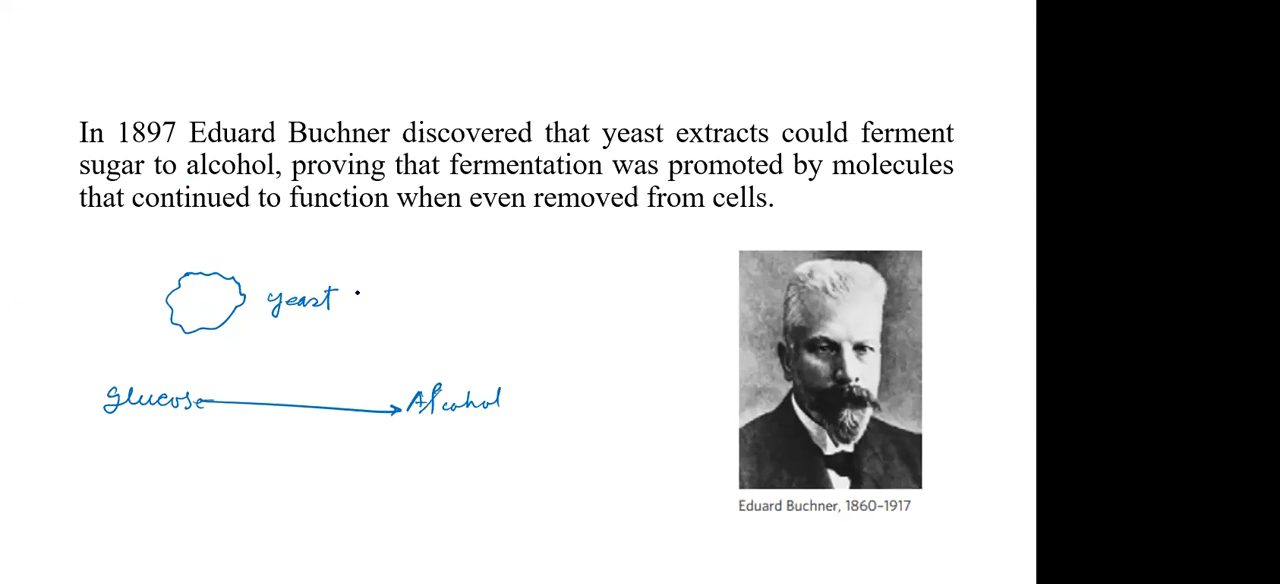 In 1897 Eduard Buchner discovered that yeast extracts could ferment
sugar to alcohol, proving that fermentation was promoted by molecules
that continued to function when even removed from cells.
yeast
Glucose Alcohol
Eduard Buchner, 1860–1917